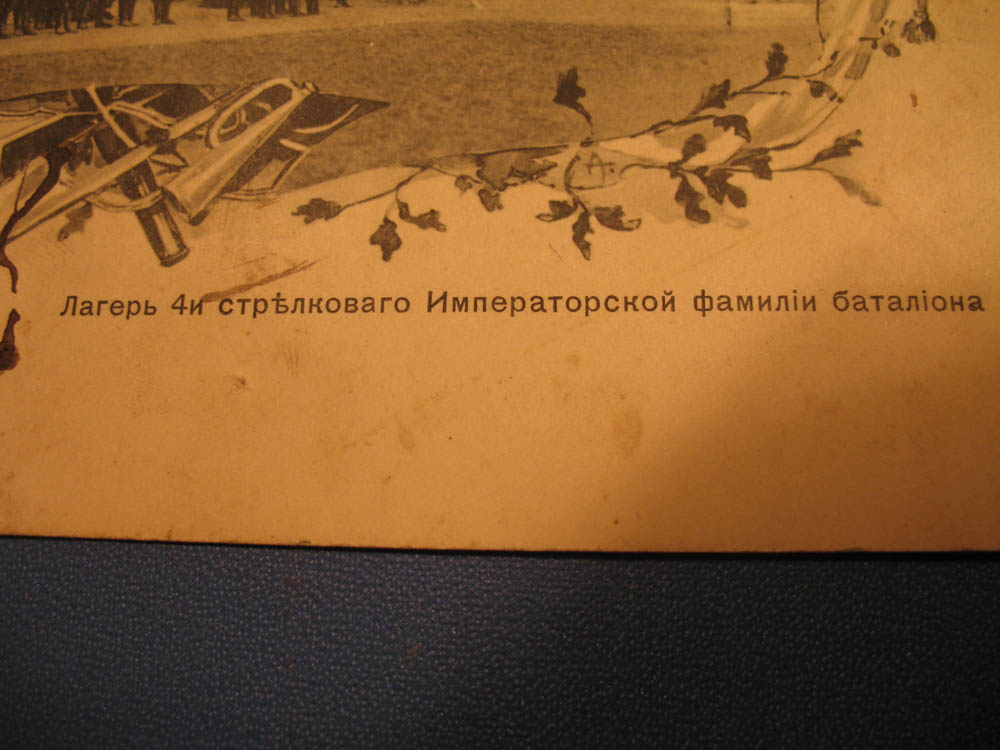 Лагерь 4и стрѣлковаго Императорской фамиліи баталіона